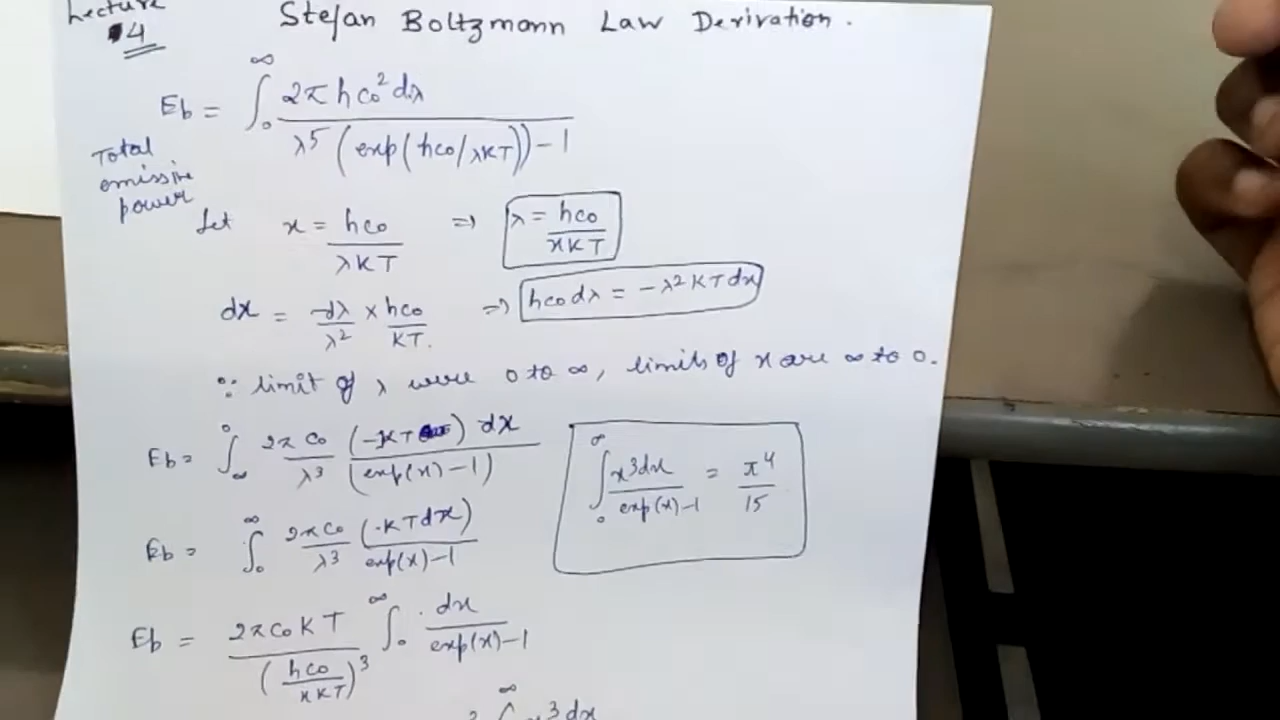 Lecture
4
Stefan Boltzmann Law Derivation.
Eb = ∫₀^∞ 2πhc₀²dλ / λ⁵(exp(hc₀/λKT))-1
Total
emissive
power
Let x = hc₀ / λKT ⇒ λ = hc₀ / xKT
dx = -dλ / λ² × hc₀ / KT. ⇒ hc₀dλ = -λ²KTdx
∵ limit of λ were 0 to ∞, limits of x are ∞ to 0.
Eb = ∫_∞^0 2πc₀ / λ³ (-KT) dx / (exp(x)-1)
∫₀^∞ x³dx / exp(x)-1 = π⁴ / 15
Eb = ∫₀^∞ 2πc₀ / λ³ (-KTdx) / exp(x)-1
Eb = 2πc₀KT / (hc₀ / xKT)³ ∫₀^∞ dx / exp(x)-1
∞
x³dx